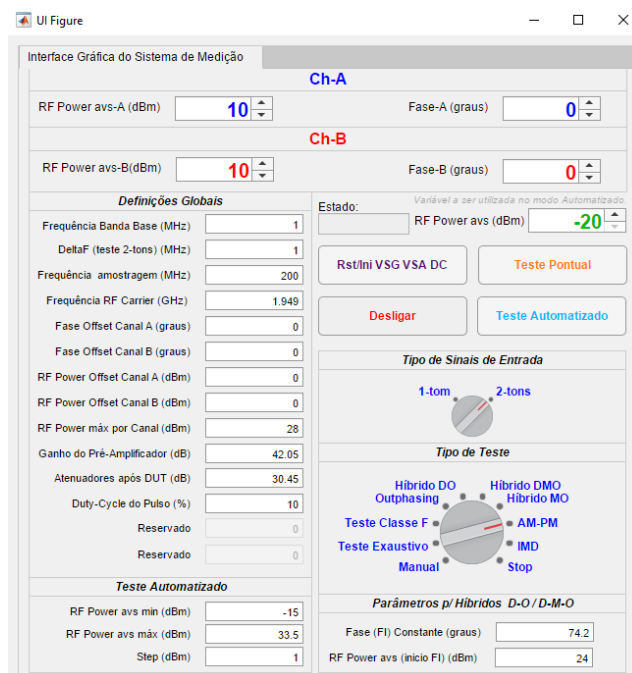 UI Figure
Interface Gráfica do Sistema de Medição
Ch-A
RF Power avs-A (dBm) 10 Fase-A (graus) 0
Ch-B
RF Power avs-B(dBm) 10 Fase-B (graus) 0
Definições Globais
Frequência Banda Base (MHz) 1
DeltaF (teste 2-tons) (MHz) 1
Frequência amostragem (MHz) 200
Frequência RF Carrier (GHz) 1.949
Fase Offset Canal A (graus) 0
Fase Offset Canal B (graus) 0
RF Power Offset Canal A (dBm) 0
RF Power Offset Canal B (dBm) 0
RF Power máx por Canal (dBm) 28
Ganho do Pré-Amplificador (dB) 42.05
Atenuadores após DUT (dB) 30.45
Duty-Cycle do Pulso (%) 10
Reservado 0
Reservado 0
Teste Automatizado
RF Power avs min (dBm) -15
RF Power avs máx (dBm) 33.5
Step (dBm) 1
Variável a ser utilizada no modo Automatizado.
Estado:
RF Power avs (dBm) -20
Rst/Ini VSG VSA DC Teste Pontual
Desligar Teste Automatizado
Tipo de Sinais de Entrada
1-tom 2-tons
Tipo de Teste
Híbrido DO Híbrido DMO
Outphasing Híbrido MO
Teste Classe F AM-PM
Teste Exaustivo IMD
Manual Stop
Parâmetros p/ Híbridos D-O / D-M-O
Fase (FI) Constante (graus) 74.2
RF Power avs (inicio FI) (dBm) 24